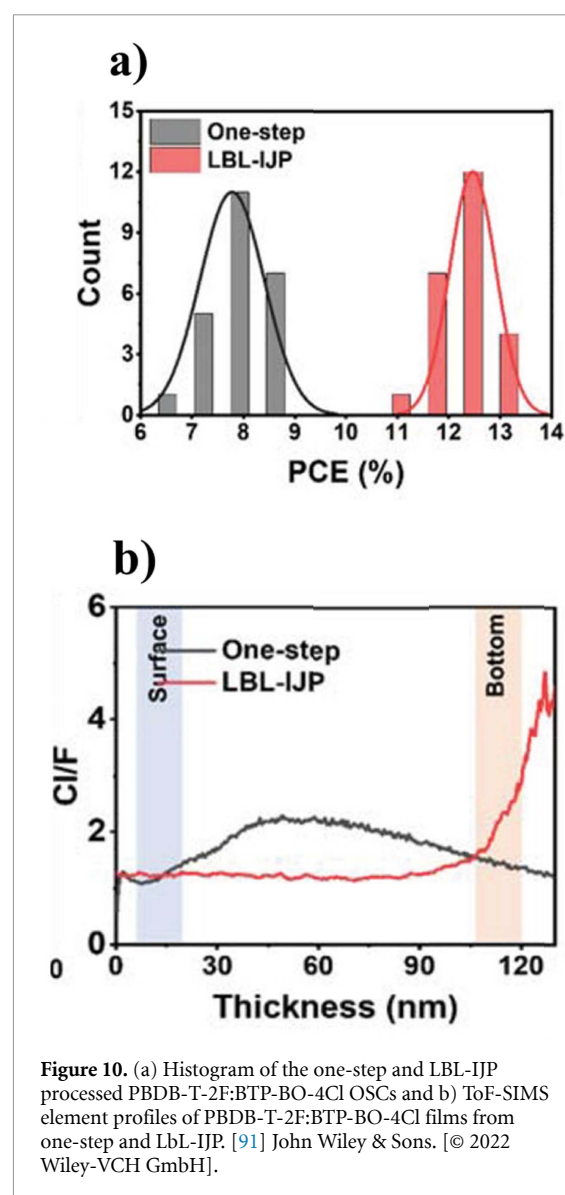 a)
15
12
9
6
3
0
Count
One-step
LBL-IJP
6 7 8 9 10 11 12 13 14
PCE (%)
b)
6
4
2
0
Cl/F
Surface
One-step
LBL-IJP
Bottom
0
0 30 60 90 120
Thickness (nm)
Figure 10. (a) Histogram of the one-step and LBL-IJP
processed PBDB-T-2F:BTP-BO-4Cl OSCs and b) ToF-SIMS
element profiles of PBDB-T-2F:BTP-BO-4Cl films from
one-step and LbL-IJP. [91] John Wiley & Sons. [© 2022
Wiley-VCH GmbH].